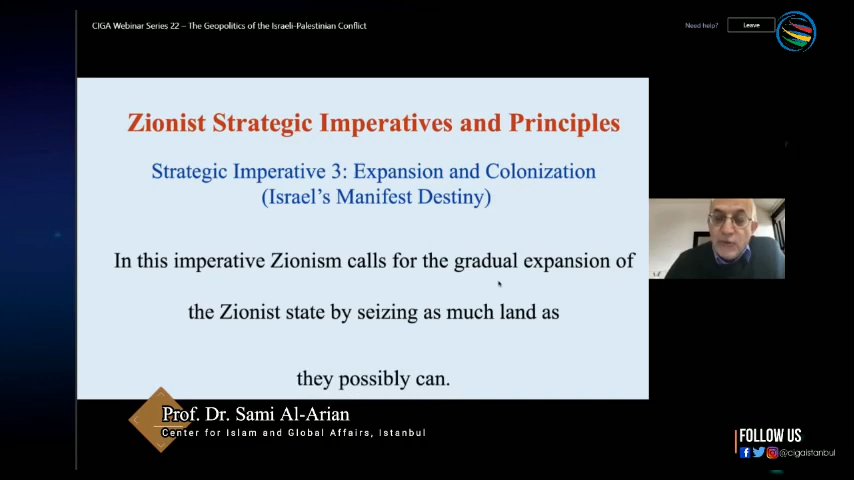 CIGA Webinar Series 22 – The Geopolitics of the Israeli-Palestinian Conflict
Need help?
Leave
Zionist Strategic Imperatives and Principles
Strategic Imperative 3: Expansion and Colonization
(Israel's Manifest Destiny)
In this imperative Zionism calls for the gradual expansion of
the Zionist state by seizing as much land as
they possibly can.
Prof. Dr. Sami Al-Arian
Center for Islam and Global Affairs, Istanbul
FOLLOW US
@cigaistanbul